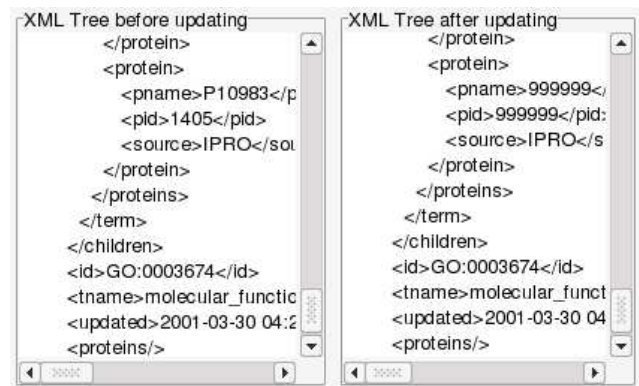 XML Tree before updating
</protein>
<protein>
<pname>P10983</p
<pid>1405</pid>
<source>IPRO</sou
</protein>
</proteins>
</term>
</children>
<id>GO:0003674</id>
<tname>molecular_functic
<updated>2001-03-30 04:2
<proteins/>
XML Tree after updating
</protein>
<protein>
<pname>999999</
<pid>999999</pid>
<source>IPRO</s
</protein>
</proteins>
</term>
</children>
<id>GO:0003674</id>
<tname>molecular_funct
<updated>2001-03-30 04
<proteins/>